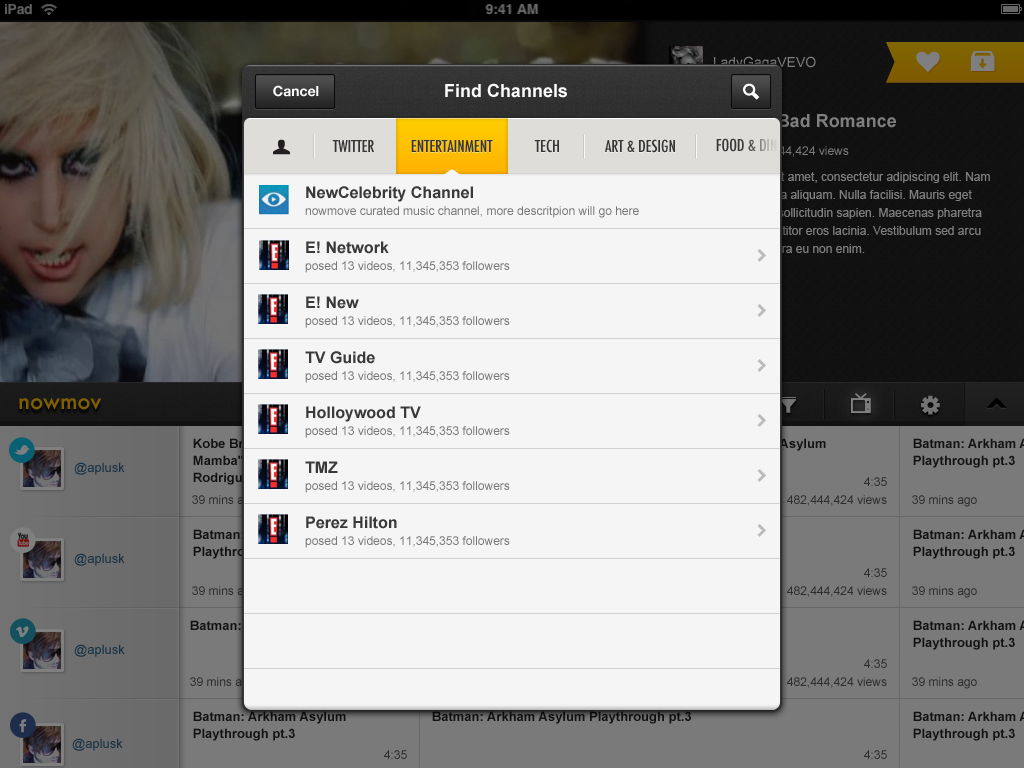 iPad
9:41 AM
LadyGagaVEVO
Cancel
Find Channels
Bad Romance
44,424 views
TWITTER
ENTERTAINMENT
TECH
ART & DESIGN
FOOD & DIN
amet, consectetur adipiscing elit. Nam
a aliquam. Nulla facilisi. Mauris eget
ollicitudin sapien. Maecenas pharetra
titor eros lacinia. Vestibulum sed arcu
ra eu non enim.
NewCelebrity Channel
nowmove curated music channel, more descritpion will go here
E! Network
posed 13 videos, 11,345,353 followers
E! New
posed 13 videos, 11,345,353 followers
TV Guide
posed 13 videos, 11,345,353 followers
Holloywood TV
posed 13 videos, 11,345,353 followers
TMZ
posed 13 videos, 11,345,353 followers
Perez Hilton
posed 13 videos, 11,345,353 followers
nowmov
@aplusk
Kobe Br
Mamba"
Rodrigu
39 mins a
Asylum
4:35
482,444,424 views
Batman: Arkham A
Playthrough pt.3
39 mins ago
You
Tube
@aplusk
Batman:
Playthro
39 mins a
4:35
482,444,424 views
Batman: Arkham A
Playthrough pt.3
39 mins ago
@aplusk
Batman:
39 mins a
4:35
482,444,424 views
Batman: Arkham A
Playthrough pt.3
39 mins ago
@aplusk
Batman: Arkham Asylum
Playthrough pt.3
4:35
Batman: Arkham Asylum Playthrough pt.3
4:35
Batman: Arkham A
Playthrough pt.3